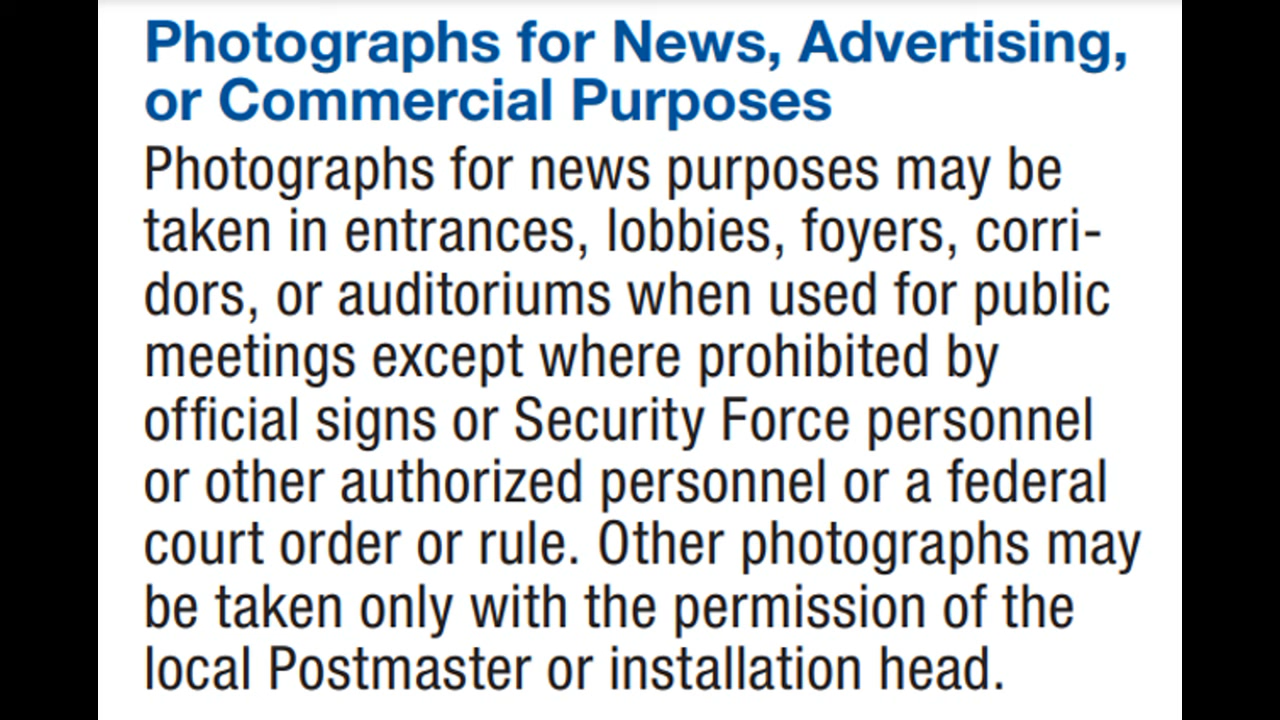 Photographs for News, Advertising,
or Commercial Purposes
Photographs for news purposes may be
taken in entrances, lobbies, foyers, corri-
dors, or auditoriums when used for public
meetings except where prohibited by
official signs or Security Force personnel
or other authorized personnel or a federal
court order or rule. Other photographs may
be taken only with the permission of the
local Postmaster or installation head.